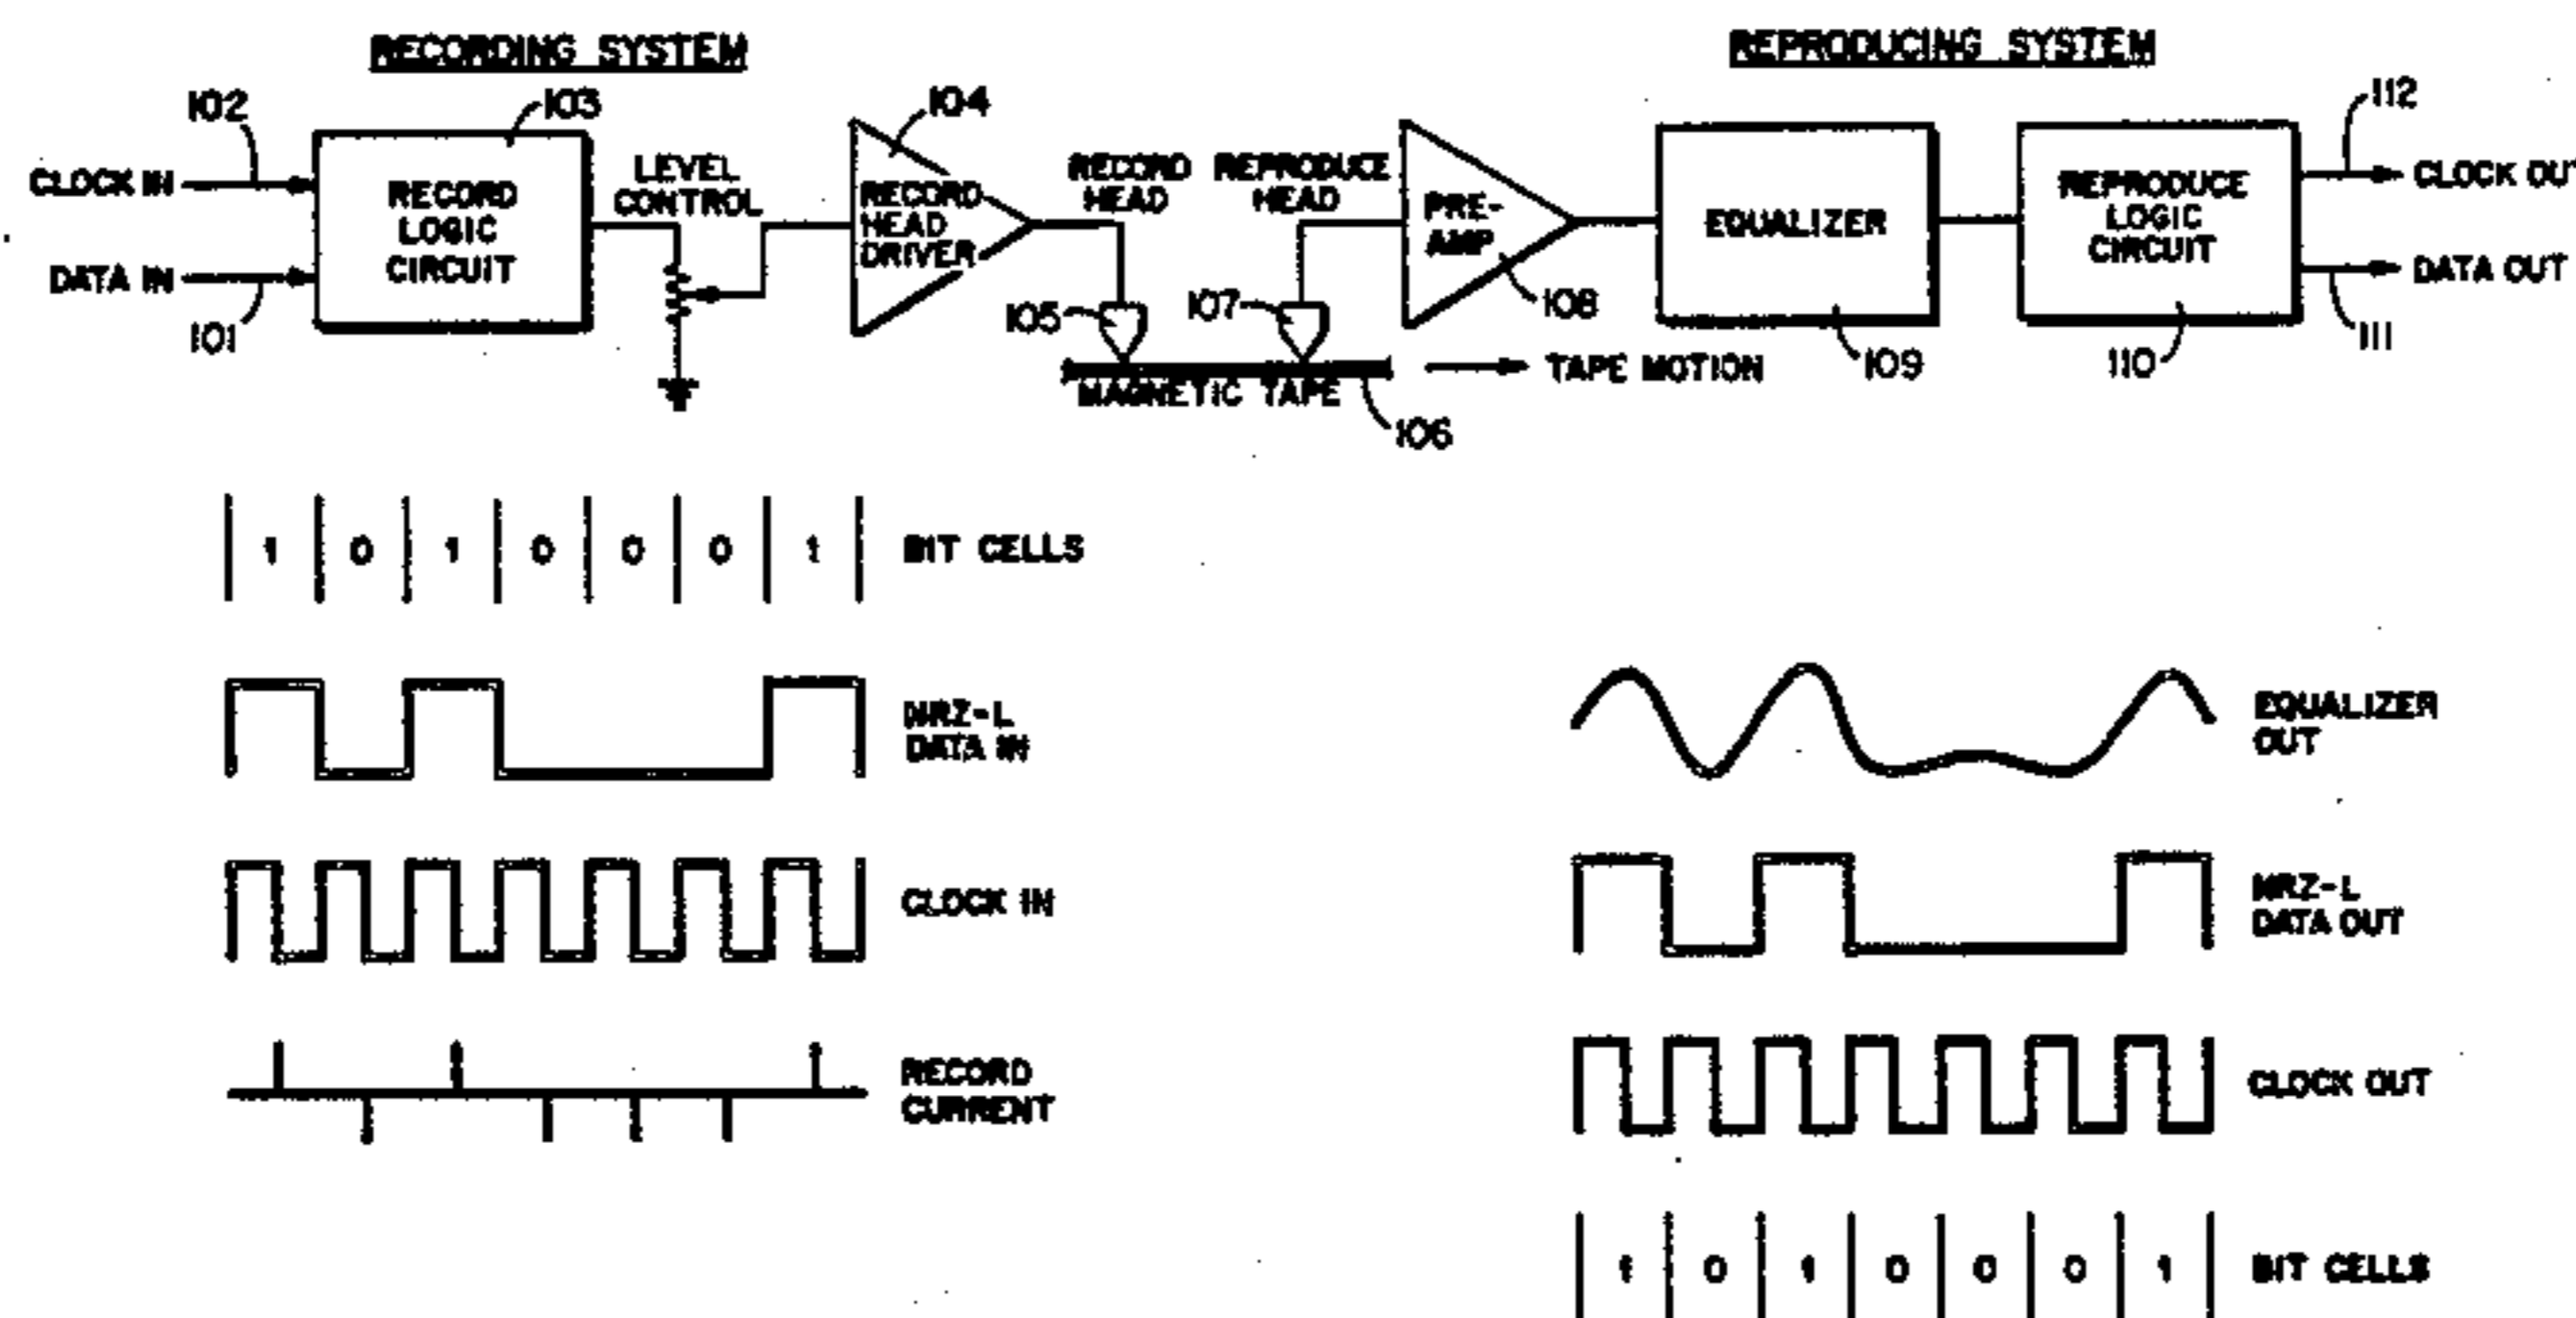 RECORDING SYSTEM
REPRODUCING SYSTEM
102
103
104
112
CLOCK IN
RECORD
LOGIC
CIRCUIT
LEVEL
CONTROL
RECORD
HEAD
DRIVER
RECORD
HEAD
REPRODUCE
HEAD
PRE-
AMP
EQUALIZER
REPRODUCE
LOGIC
CIRCUIT
CLOCK OUT
DATA IN
DATA OUT
101
105
107
108
109
110
111
MAGNETIC TAPE
TAPE MOTION
106
1 0 1 0 0 0 1
BIT CELLS
NRZ-L
DATA IN
EQUALIZER
OUT
CLOCK IN
NRZ-L
DATA OUT
RECORD
CURRENT
CLOCK OUT
1 0 1 0 0 0 1
BIT CELLS